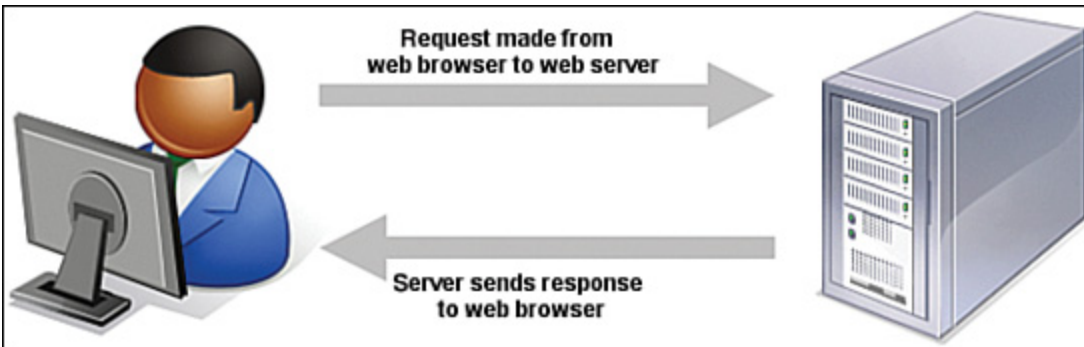 Request made from
web browser to web server
Server sends response
to web browser